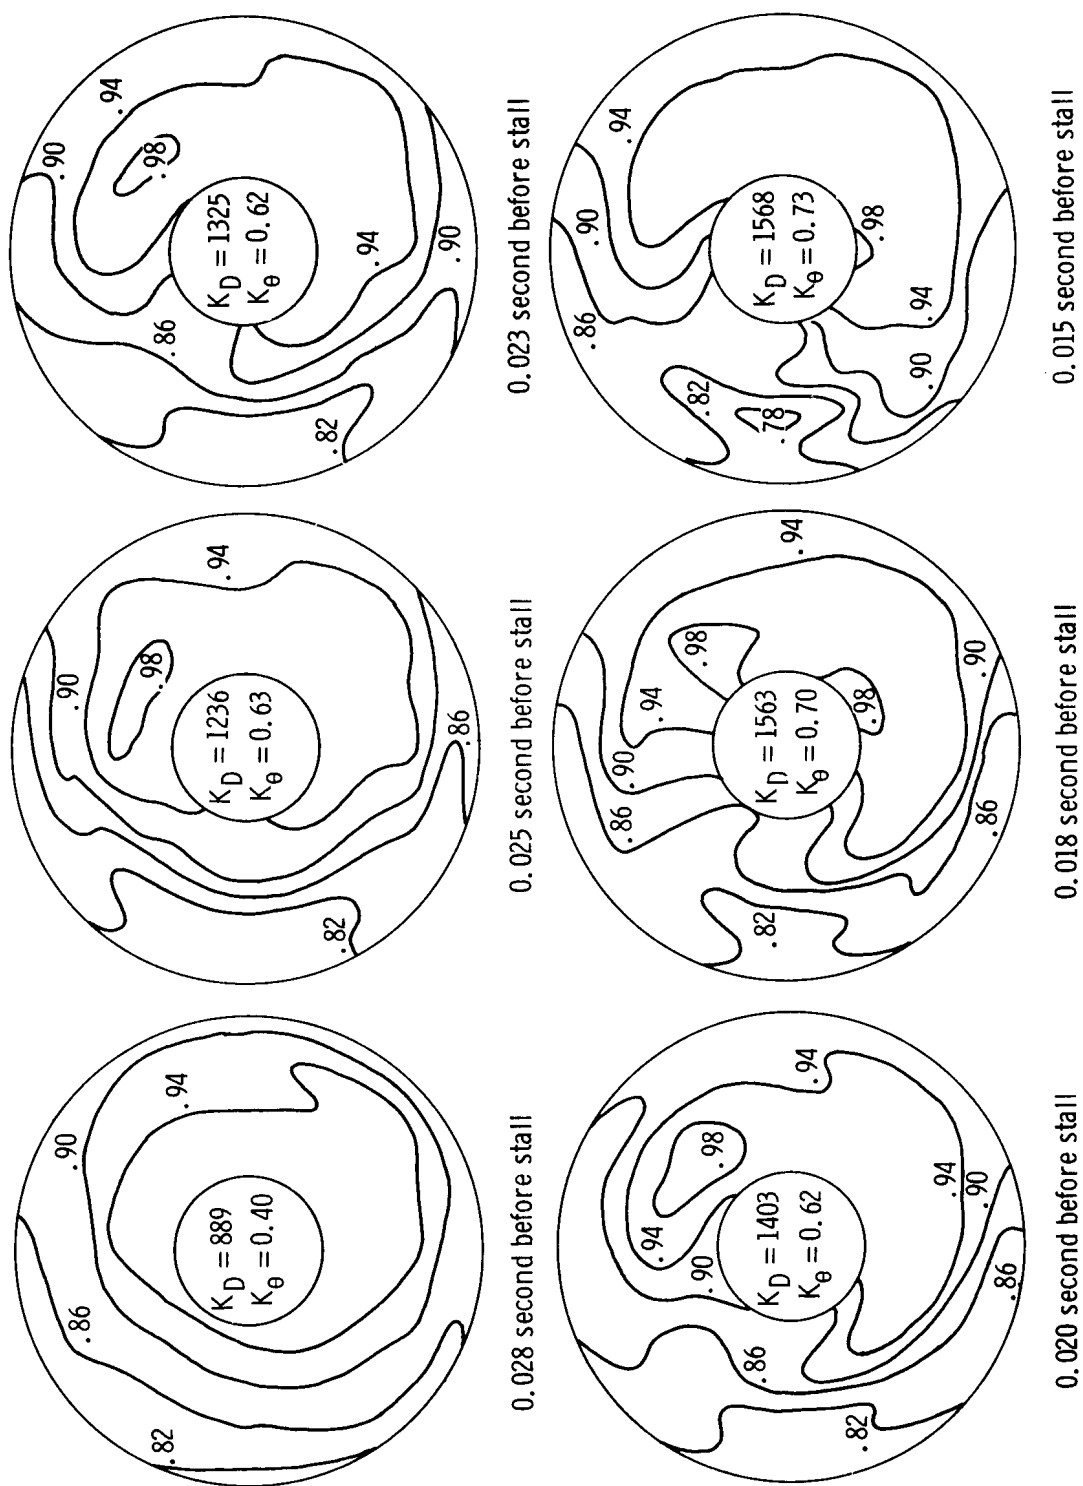 .90
.86
.82
.94
K_D = 889
K_θ = 0.40
0.028 second before stall
.90
.98
.94
K_D = 1236
K_θ = 0.63
.82
.86
0.025 second before stall
.90
.94
.98
.86
K_D = 1325
K_θ = 0.62
.82
.94
.90
0.023 second before stall
.94
.90
.98
.86
K_D = 1403
K_θ = 0.62
.94
.82
.94
.90
.86
0.020 second before stall
.86
.90
.94
.98
.82
K_D = 1563
K_θ = 0.70
.94
.98
.90
.86
0.018 second before stall
.86
.90
.94
.82
.78
K_D = 1568
K_θ = 0.73
.98
.90
.94
0.015 second before stall